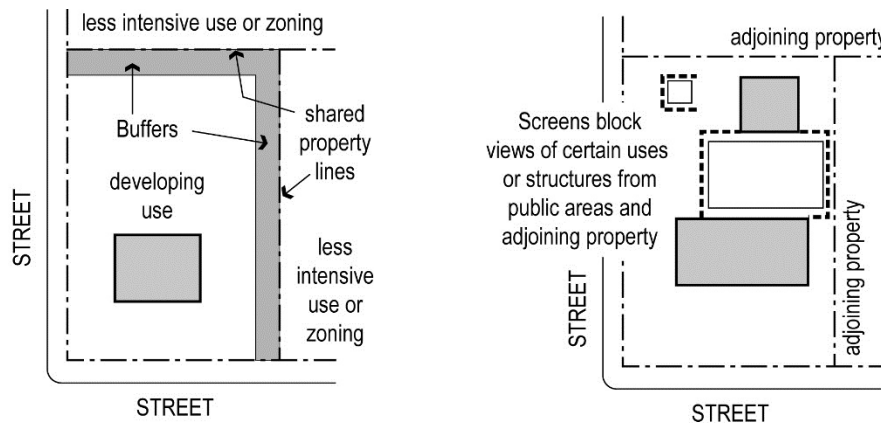 less intensive use or zoning
Buffers
shared
property
lines
developing
use
less
intensive
use or
zoning
STREET
STREET
adjoining property
Screens block
views of certain uses
or structures from
public areas and
adjoining property
adjoining property
STREET
STREET